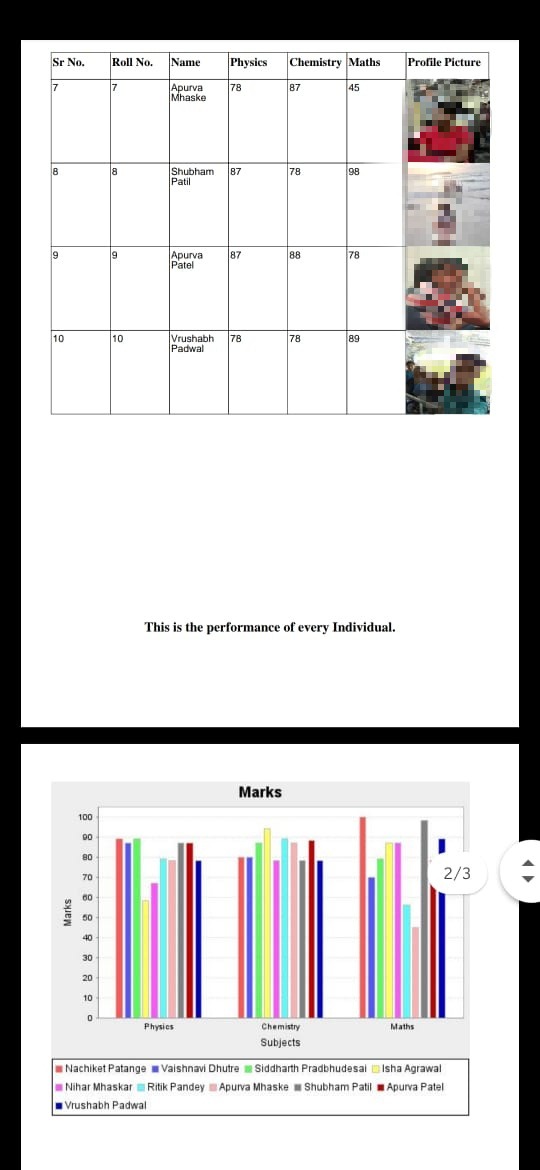 Sr No. Roll No. Name Physics Chemistry Maths Profile Picture
7 7 Apurva 78 87 45
Mhaske
8 8 Shubham 87 78 98
Patil
9 9 Apurva 87 88 78
Patel
10 10 Vrushabh 78 78 89
Padwal
This is the performance of every Individual.
Marks
100
90
80
70
60
50
40
30
20
10
0
Marks
2/3
Physics Chemistry Maths
Subjects
Nachiket Patange Vaishnavi Dhutre Siddharth Pradbhudesai Isha Agrawal
Nihar Mhaskar Ritik Pandey Apurva Mhaske Shubham Patil Apurva Patel
Vrushabh Padwal